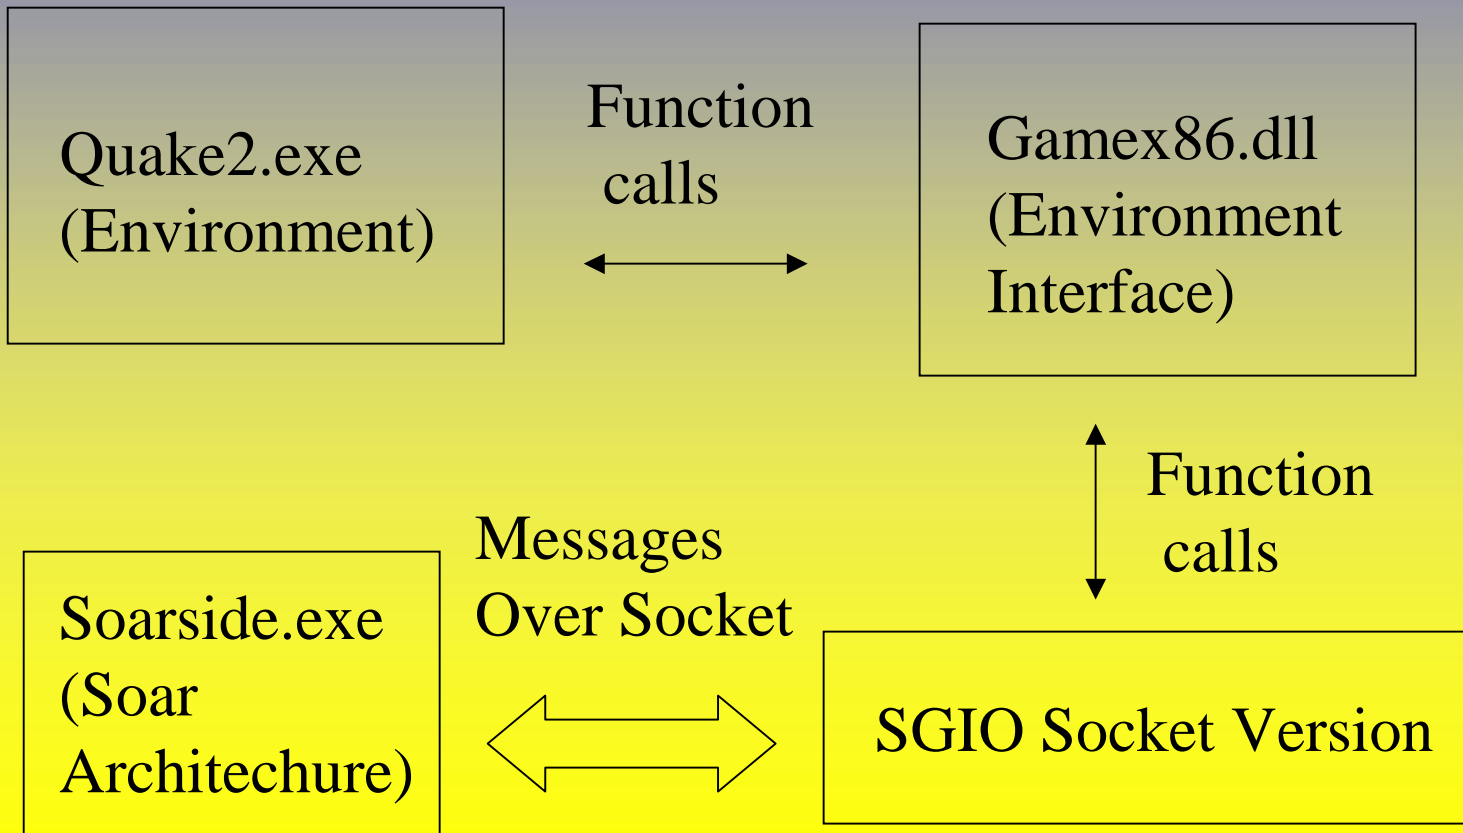 Quake2.exe
(Environment)
Function
calls
Gamex86.dll
(Environment
Interface)
Function
calls
Messages
Over Socket
Soarside.exe
(Soar
Architechure)
SGIO Socket Version